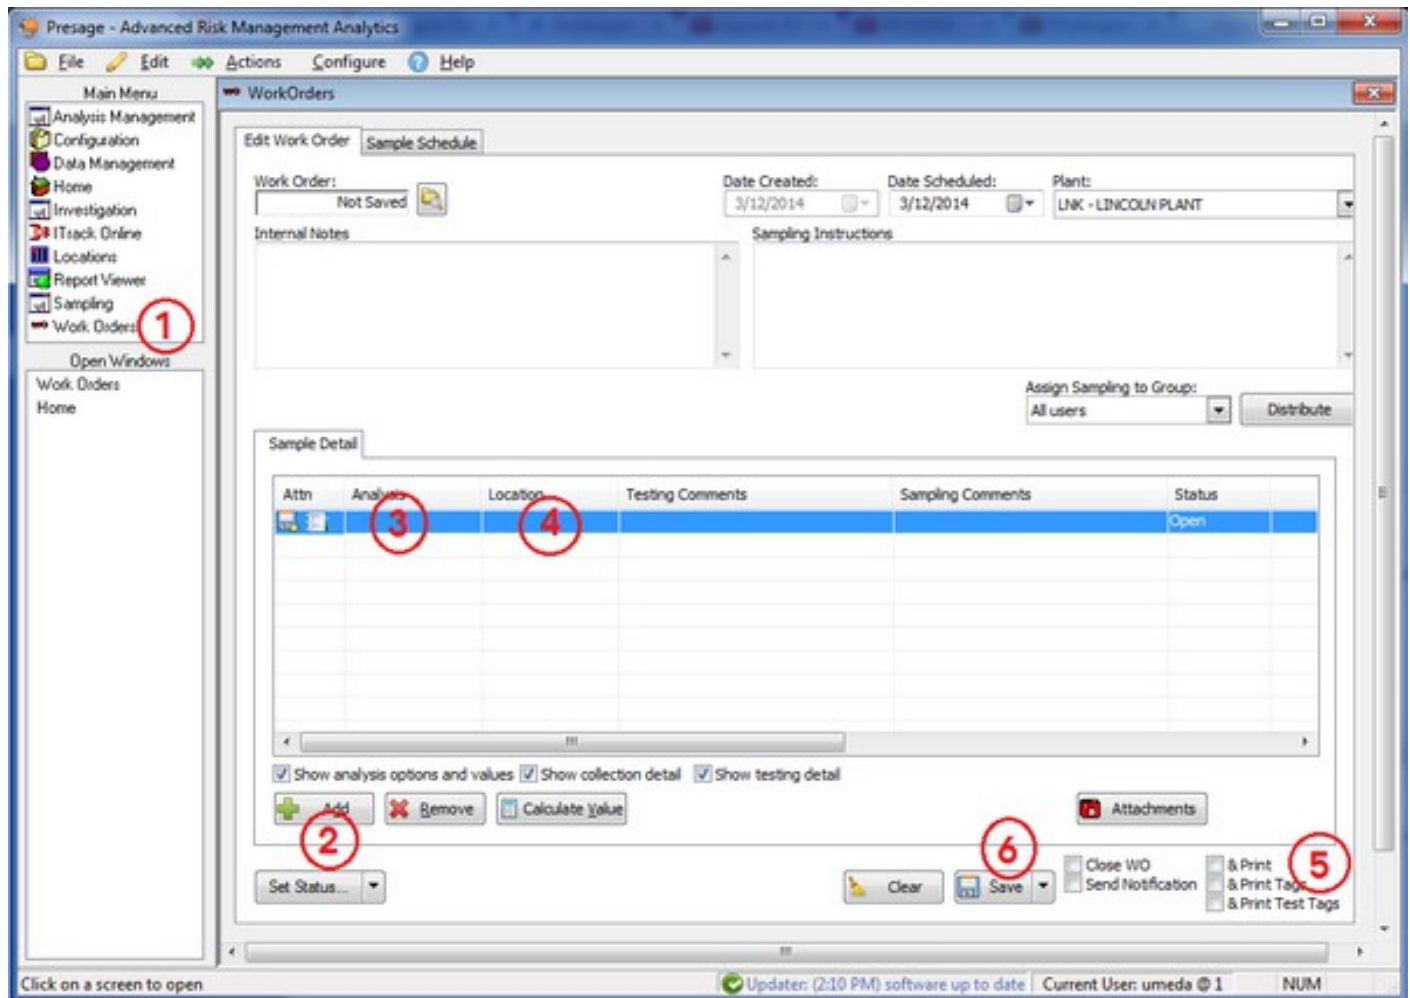 Presage - Advanced Risk Management Analytics
File Edit Actions Configure Help
Main Menu
Analysis Management
Configuration
Data Management
Home
Investigation
ITrack Online
Locations
Report Viewer
Sampling
Work Orders
1
Open Windows
Work Orders
Home
WorkOrders
Edit Work Order Sample Schedule
Work Order: Date Created: Date Scheduled: Plant:
Not Saved 3/12/2014 3/12/2014 LNK - LINCOLN PLANT
Internal Notes Sampling Instructions
Assign Sampling to Group:
All users Distribute
Sample Detail
Attn Analysis Location Testing Comments Sampling Comments Status
3 4 Open
Show analysis options and values Show collection detail Show testing detail
Add Remove Calculate Value Attachments
2 6 5
Set Status... Clear Save
Close WO & Print
Send Notification & Print Tags
& Print Test Tags
Click on a screen to open Updater: (2:10 PM) software up to date Current User: umeda @ 1 NUM